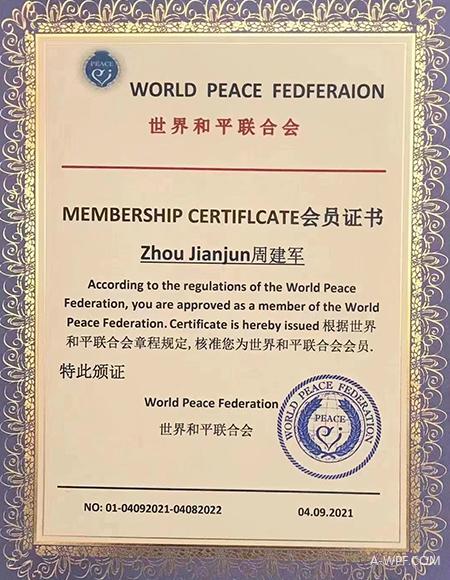 PEACE
WORLD PEACE FEDFERAION
世界和平联合会
MEMBERSHIP CERTIFLCATE会员证书
Zhou Jianjun周建军
According to the regulations of the World Peace
Federation, you are approved as a member of the World
Peace Federation. Certificate is hereby issued 根据世界
和平联合会章程规定, 核准您为世界和平联合会会员.
特此颁证
World Peace Federation
世界和平联合会
WORLD PEACE FEDERATION
PEACE
NO: 01-04092021-04082022
04.09.2021
A-WPF.COM